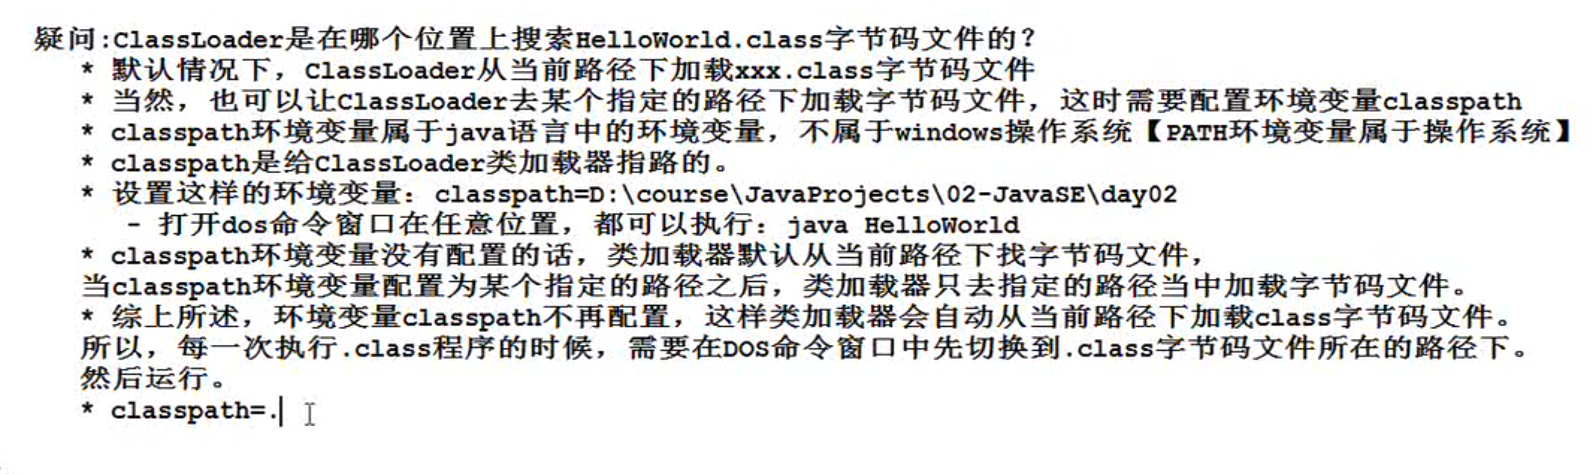 疑问:ClassLoader是在哪个位置上搜索HelloWorld.class字节码文件的？
* 默认情况下，ClassLoader从当前路径下加载xxx.class字节码文件
* 当然，也可以让ClassLoader去某个指定的路径下加载字节码文件，这时需要配置环境变量classpath
* classpath环境变量属于java语言中的环境变量，不属于windows操作系统【PATH环境变量属于操作系统】
* classpath是给ClassLoader类加载器指路的。
* 设置这样的环境变量：classpath=D:\course\JavaProjects\02-JavaSE\day02
- 打开dos命令窗口在任意位置，都可以执行：java HelloWorld
* classpath环境变量没有配置的话，类加载器默认从当前路径下找字节码文件，
当classpath环境变量配置为某个指定的路径之后，类加载器只去指定的路径当中加载字节码文件。
* 综上所述，环境变量classpath不再配置，这样类加载器会自动从当前路径下加载class字节码文件。
所以，每一次执行.class程序的时候，需要在DOS命令窗口中先切换到.class字节码文件所在的路径下。
然后运行。
* classpath=.